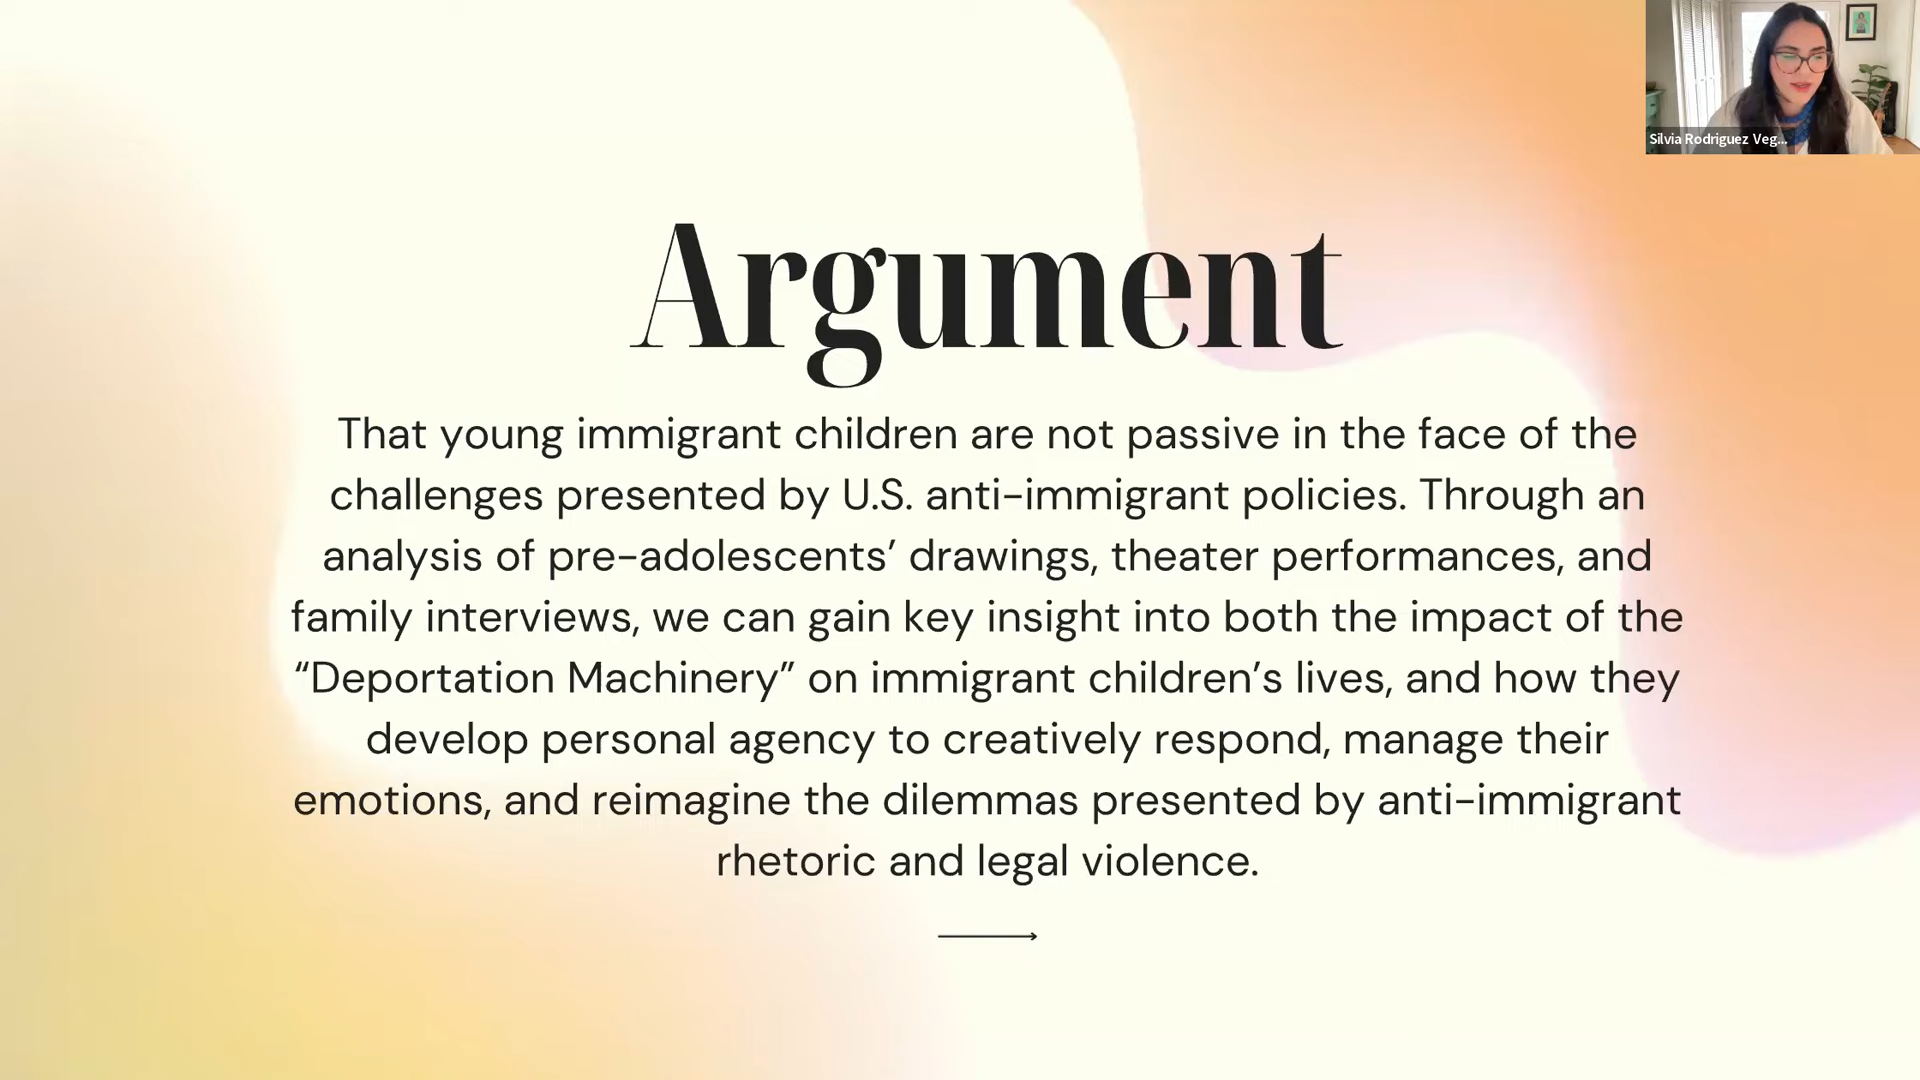 Silvia Rodriguez Veg...
Argument
That young immigrant children are not passive in the face of the
challenges presented by U.S. anti-immigrant policies. Through an
analysis of pre-adolescents’ drawings, theater performances, and
family interviews, we can gain key insight into both the impact of the
“Deportation Machinery” on immigrant children’s lives, and how they
develop personal agency to creatively respond, manage their
emotions, and reimagine the dilemmas presented by anti-immigrant
rhetoric and legal violence.